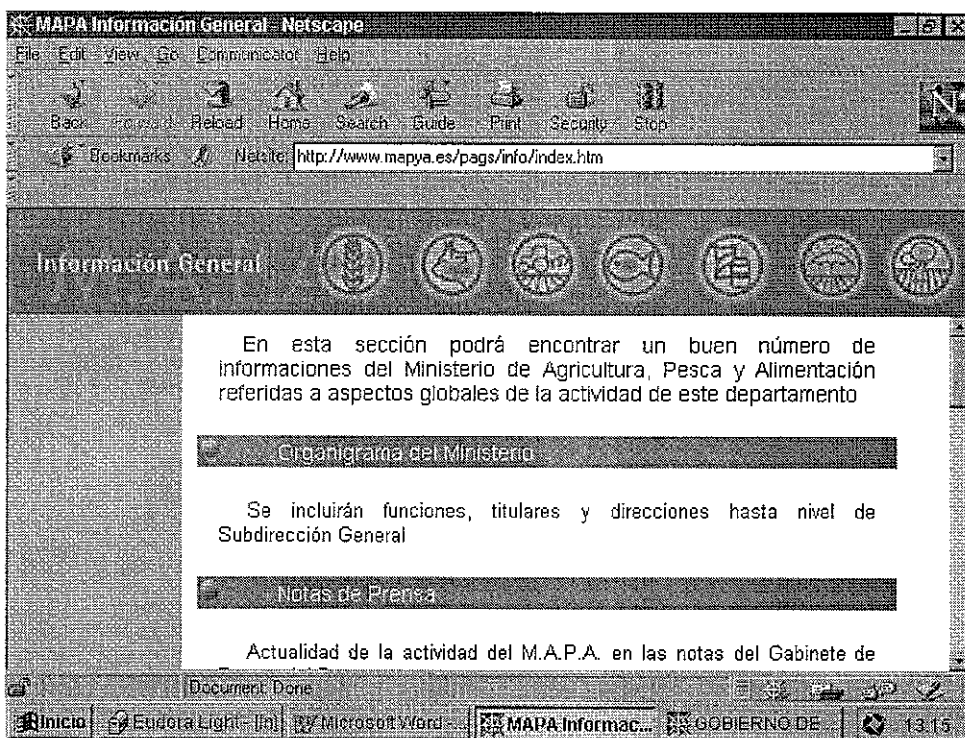 MAPA Información General - Netscape
File Edit View Go Communicator Help
Back Forward Reload Home Search Guide Print Security Stop
Bookmarks Netsite: http://www.mapya.es/pags/info/index.htm
Información General
En esta sección podrá encontrar un buen número de
informaciones del Ministerio de Agricultura, Pesca y Alimentación
referidas a aspectos globales de la actividad de este departamento
Organigrama del Ministerio
Se incluirán funciones, titulares y direcciones hasta nivel de
Subdirección General
Notas de Prensa
Actualidad de la actividad del M.A.P.A. en las notas del Gabinete de
Document: Done
Inicio Eudora Light - [In] Microsoft Word - ... MAPA Informac... GOBIERNO DE ... 13:15